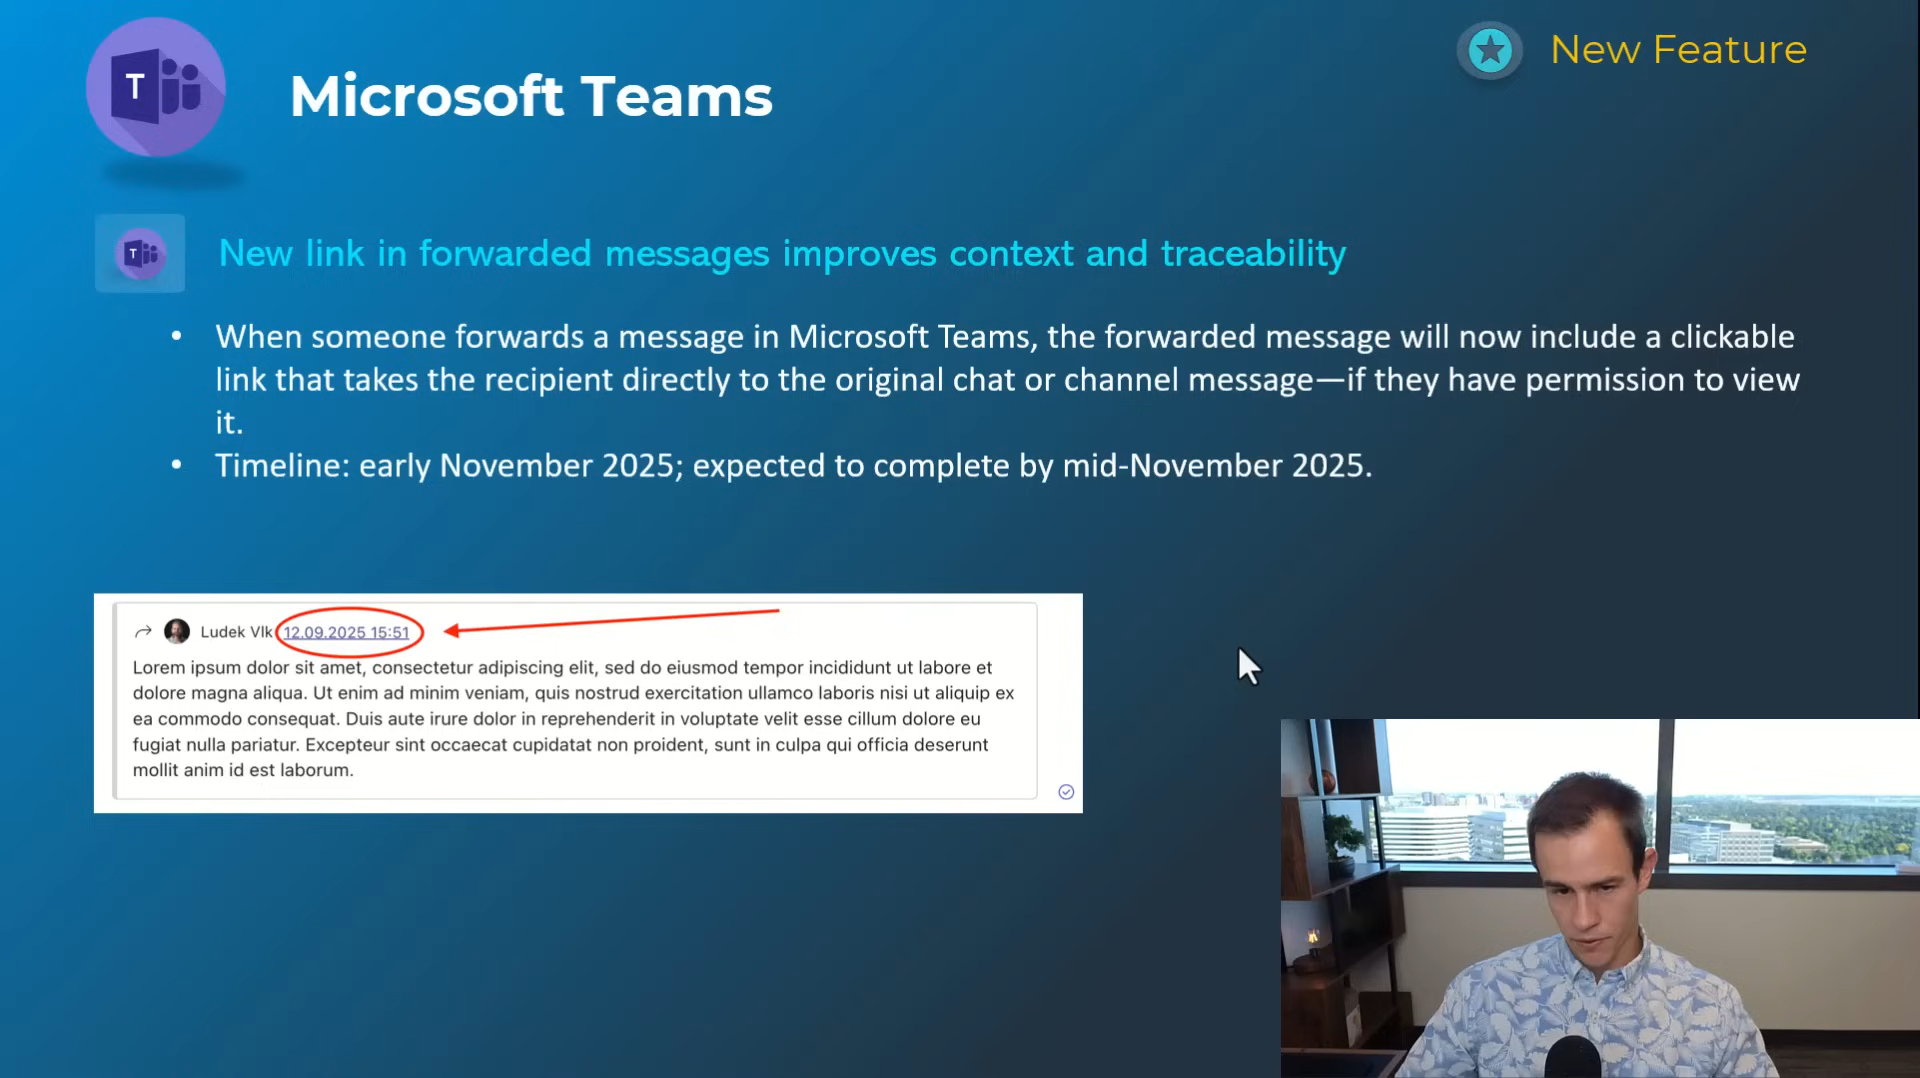 T
Microsoft Teams
New Feature
T
New link in forwarded messages improves context and traceability
• When someone forwards a message in Microsoft Teams, the forwarded message will now include a clickable
link that takes the recipient directly to the original chat or channel message—if they have permission to view
it.
• Timeline: early November 2025; expected to complete by mid-November 2025.
Ludek Vlk 12.09.2025 15:51
Lorem ipsum dolor sit amet, consectetur adipiscing elit, sed do eiusmod tempor incididunt ut labore et
dolore magna aliqua. Ut enim ad minim veniam, quis nostrud exercitation ullamco laboris nisi ut aliquip ex
ea commodo consequat. Duis aute irure dolor in reprehenderit in voluptate velit esse cillum dolore eu
fugiat nulla pariatur. Excepteur sint occaecat cupidatat non proident, sunt in culpa qui officia deserunt
mollit anim id est laborum.